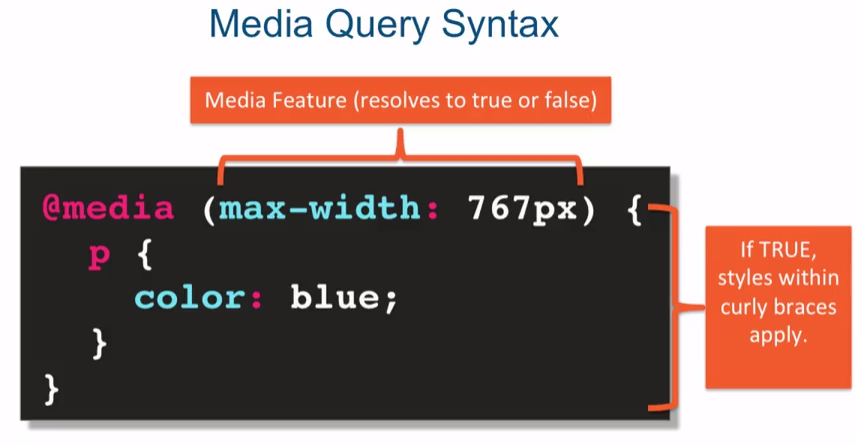 Media Query Syntax
Media Feature (resolves to true or false)
@media (max-width: 767px) {
p {
color: blue;
}
}
If TRUE,
styles within
curly braces
apply.